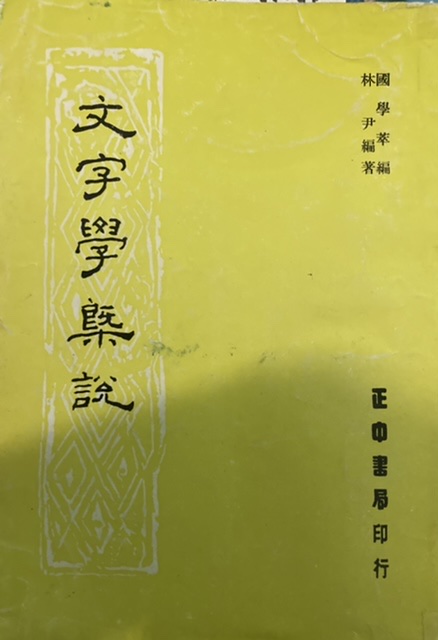 國學萃編
林尹編著
文字學槩說
正中書局印行